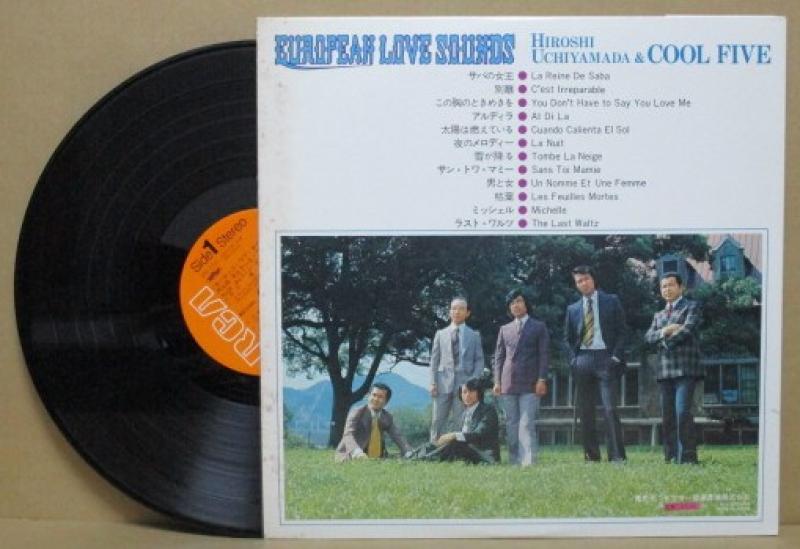 EUROPEAN LOVE SOUNDS
HIROSHI
UCHIYAMADA & COOL FIVE
サバの女王 ● La Reine De Saba
別離 ● C'est Irreparable
この胸のときめきを ● You Don't Have to Say You Love Me
アルディラ ● Al Di La
太陽は燃えている ● Cuando Calienta El Sol
夜のメロディー ● La Nuit
雪が降る ● Tombe La Neige
サン・トワ・マミー ● Sans Toi Mamie
男と女 ● Un Nomme Et Une Femme
枯葉 ● Les Feuilles Mortes
ミッシェル ● Michelle
ラスト・ワルツ ● The Last Waltz
Side 1 Stereo
RCA